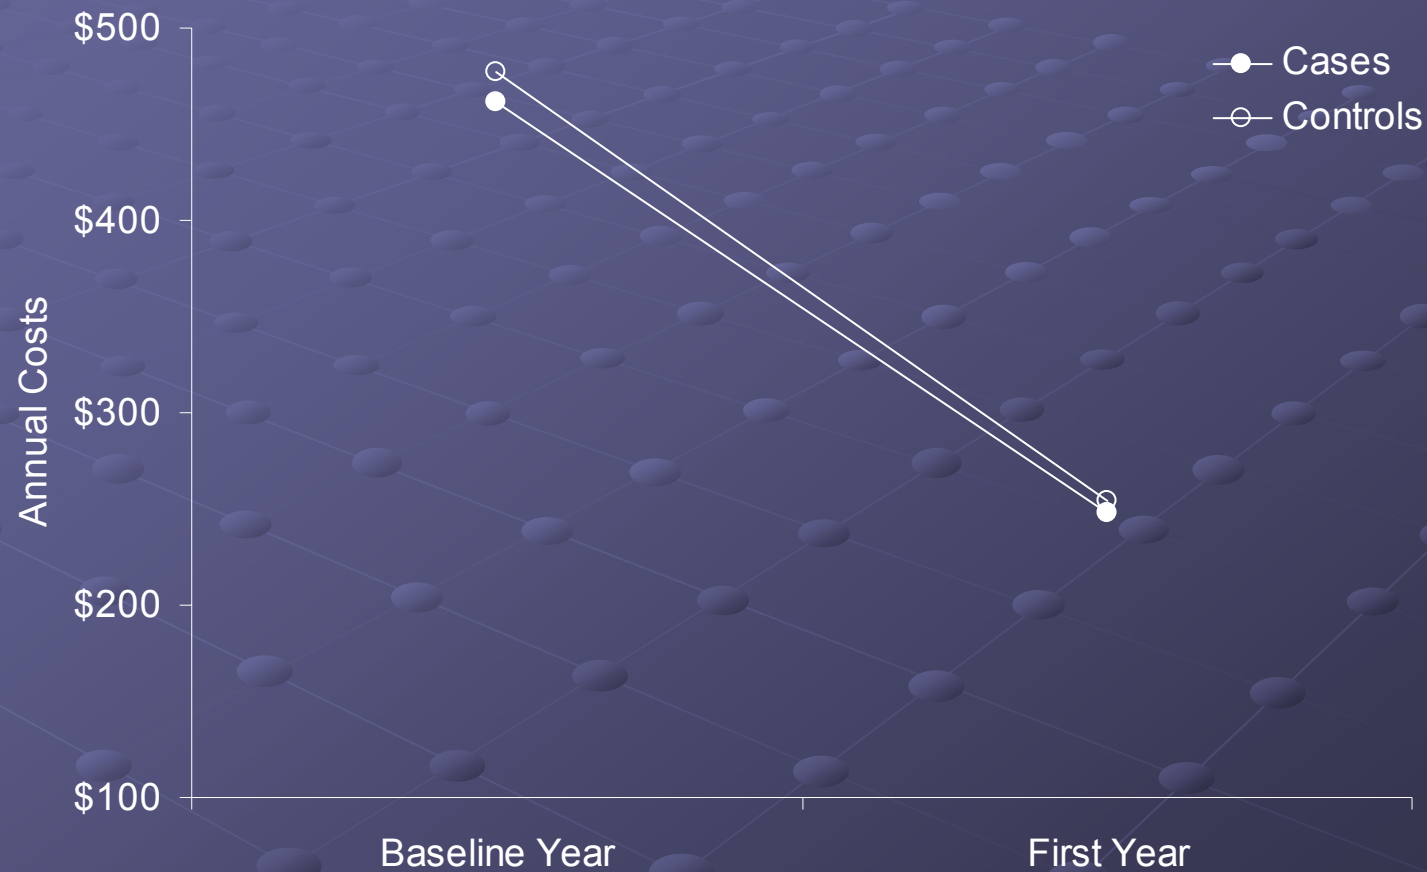 $500
Cases
Controls
$400
Annual Costs
$300
$200
$100
Baseline Year
First Year